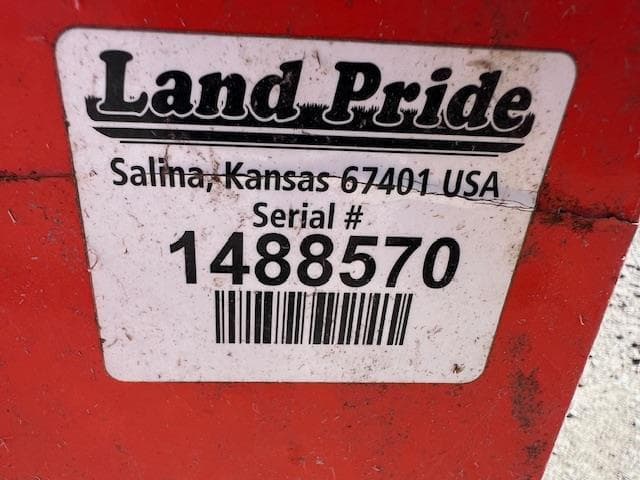 Land Pride
Salina, Kansas 67401 USA
Serial #
1488570